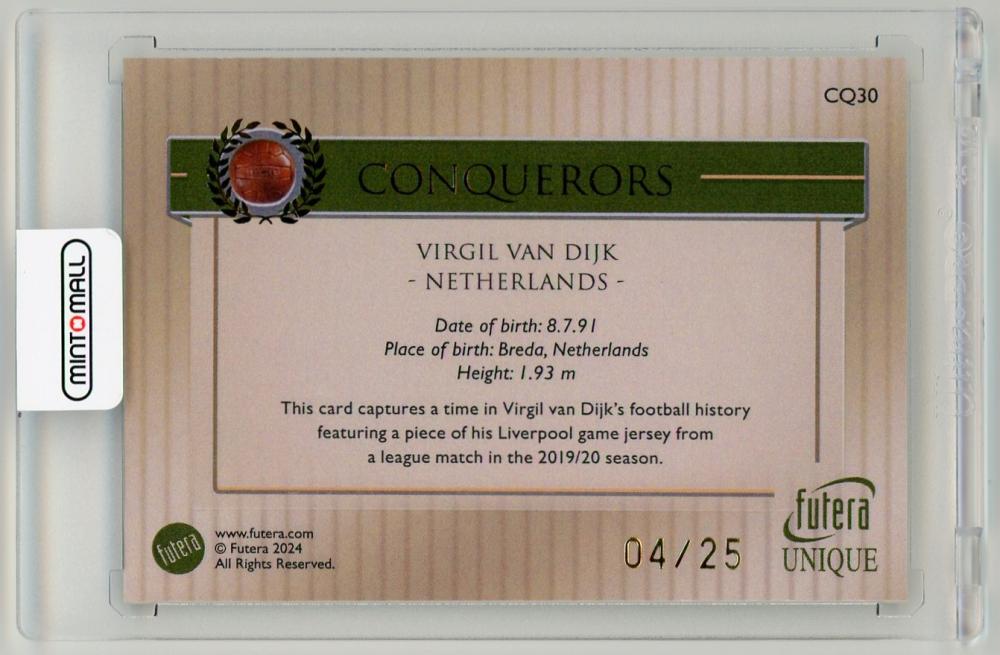 CQ30
CONQUERORS
VIRGIL VAN DIJK
- NETHERLANDS -
Date of birth: 8.7.91
Place of birth: Breda, Netherlands
Height: 1.93 m
This card captures a time in Virgil van Dijk's football history
featuring a piece of his Liverpool game jersey from
a league match in the 2019/20 season.
futera
www.futera.com
© Futera 2024
All Rights Reserved.
04/25
futera
UNIQUE
MINTMALL